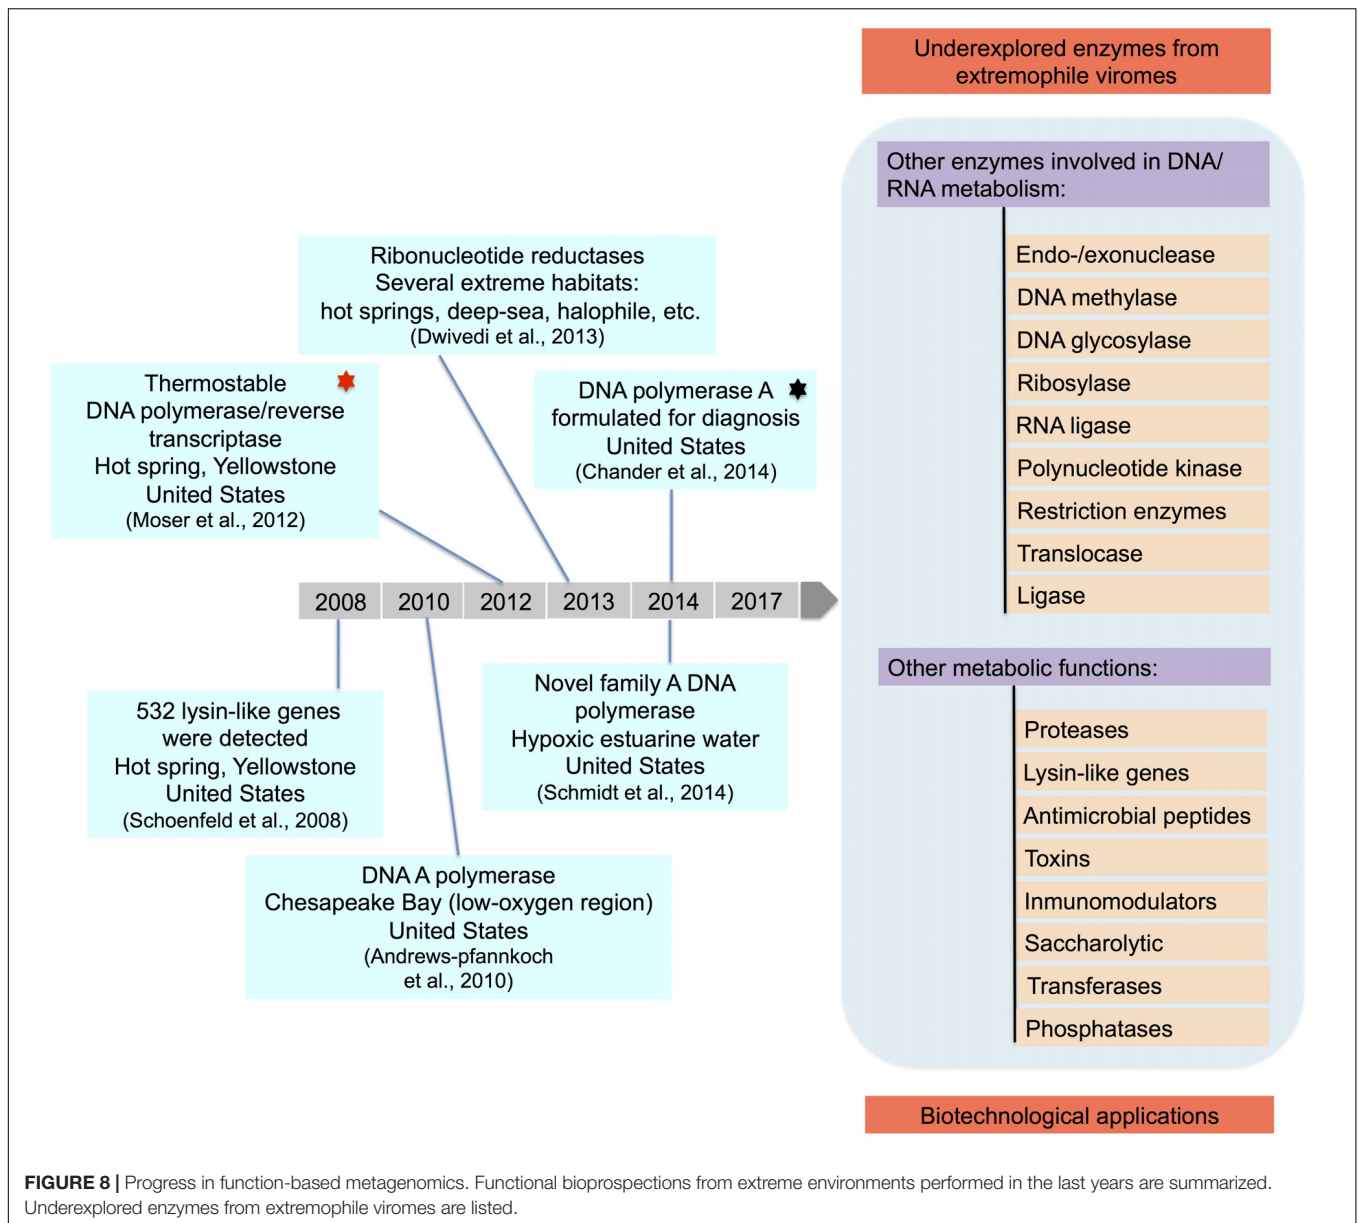 Underexplored enzymes from
extremophile viromes
Other enzymes involved in DNA/
RNA metabolism:
Endo-/exonuclease
DNA methylase
DNA glycosylase
Ribosylase
RNA ligase
Polynucleotide kinase
Restriction enzymes
Translocase
Ligase
Other metabolic functions:
Proteases
Lysin-like genes
Antimicrobial peptides
Toxins
Inmunomodulators
Saccharolytic
Transferases
Phosphatases
Biotechnological applications
Ribonucleotide reductases
Several extreme habitats:
hot springs, deep-sea, halophile, etc.
(Dwivedi et al., 2013)
Thermostable
DNA polymerase/reverse
transcriptase
Hot spring, Yellowstone
United States
(Moser et al., 2012)
DNA polymerase A
formulated for diagnosis
United States
(Chander et al., 2014)
2008 2010 2012 2013 2014 2017
532 lysin-like genes
were detected
Hot spring, Yellowstone
United States
(Schoenfeld et al., 2008)
Novel family A DNA
polymerase
Hypoxic estuarine water
United States
(Schmidt et al., 2014)
DNA A polymerase
Chesapeake Bay (low-oxygen region)
United States
(Andrews-pfannkoch
et al., 2010)
FIGURE 8 | Progress in function-based metagenomics. Functional bioprospections from extreme environments performed in the last years are summarized.
Underexplored enzymes from extremophile viromes are listed.